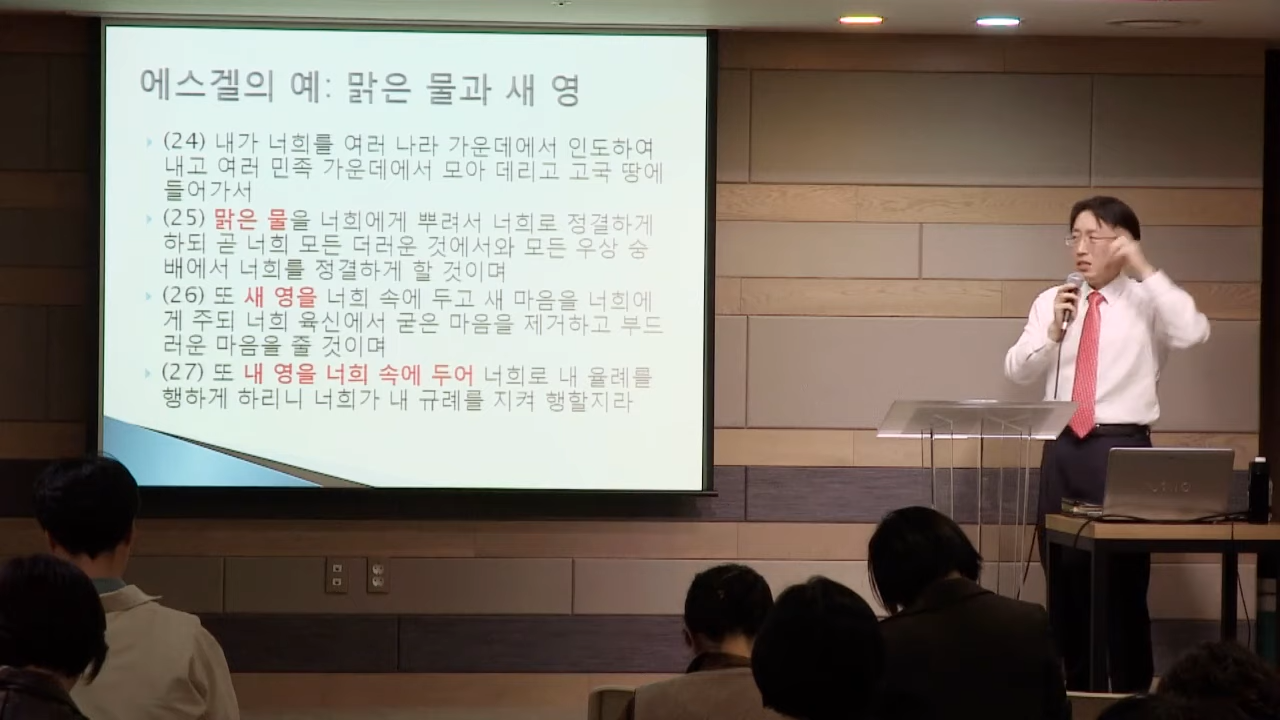 에스겔의 예: 맑은 물과 새 영
(24) 내가 너희를 여러 나라 가운데에서 인도하여
내고 여러 민족 가운데에서 모아 데리고 고국 땅에
들어가서
(25) 맑은 물을 너희에게 뿌려서 너희로 정결하게
하되 곧 너희 모든 더러운 것에서와 모든 우상 숭
배에서 너희를 정결하게 할 것이며
(26) 또 새 영을 너희 속에 두고 새 마음을 너희에
게 주되 너희 육신에서 굳은 마음을 제거하고 부드
러운 마음을 줄 것이며
(27) 또 내 영을 너희 속에 두어 너희로 내 율례를
행하게 하리니 너희가 내 규례를 지켜 행할지라